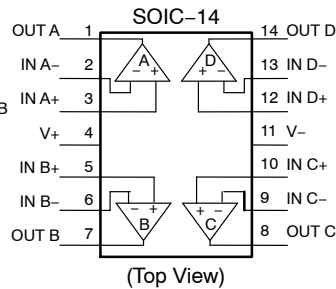 SOIC−14
OUT A 1 14 OUT D
IN A− 2 13 IN D−
A D
− + + −
IN A+ 3 12 IN D+
B
V+ 4 11 V−
IN B+ 5 10 IN C+
IN B− 6 9 IN C−
− + + −
B C
OUT B 7 8 OUT C
(Top View)